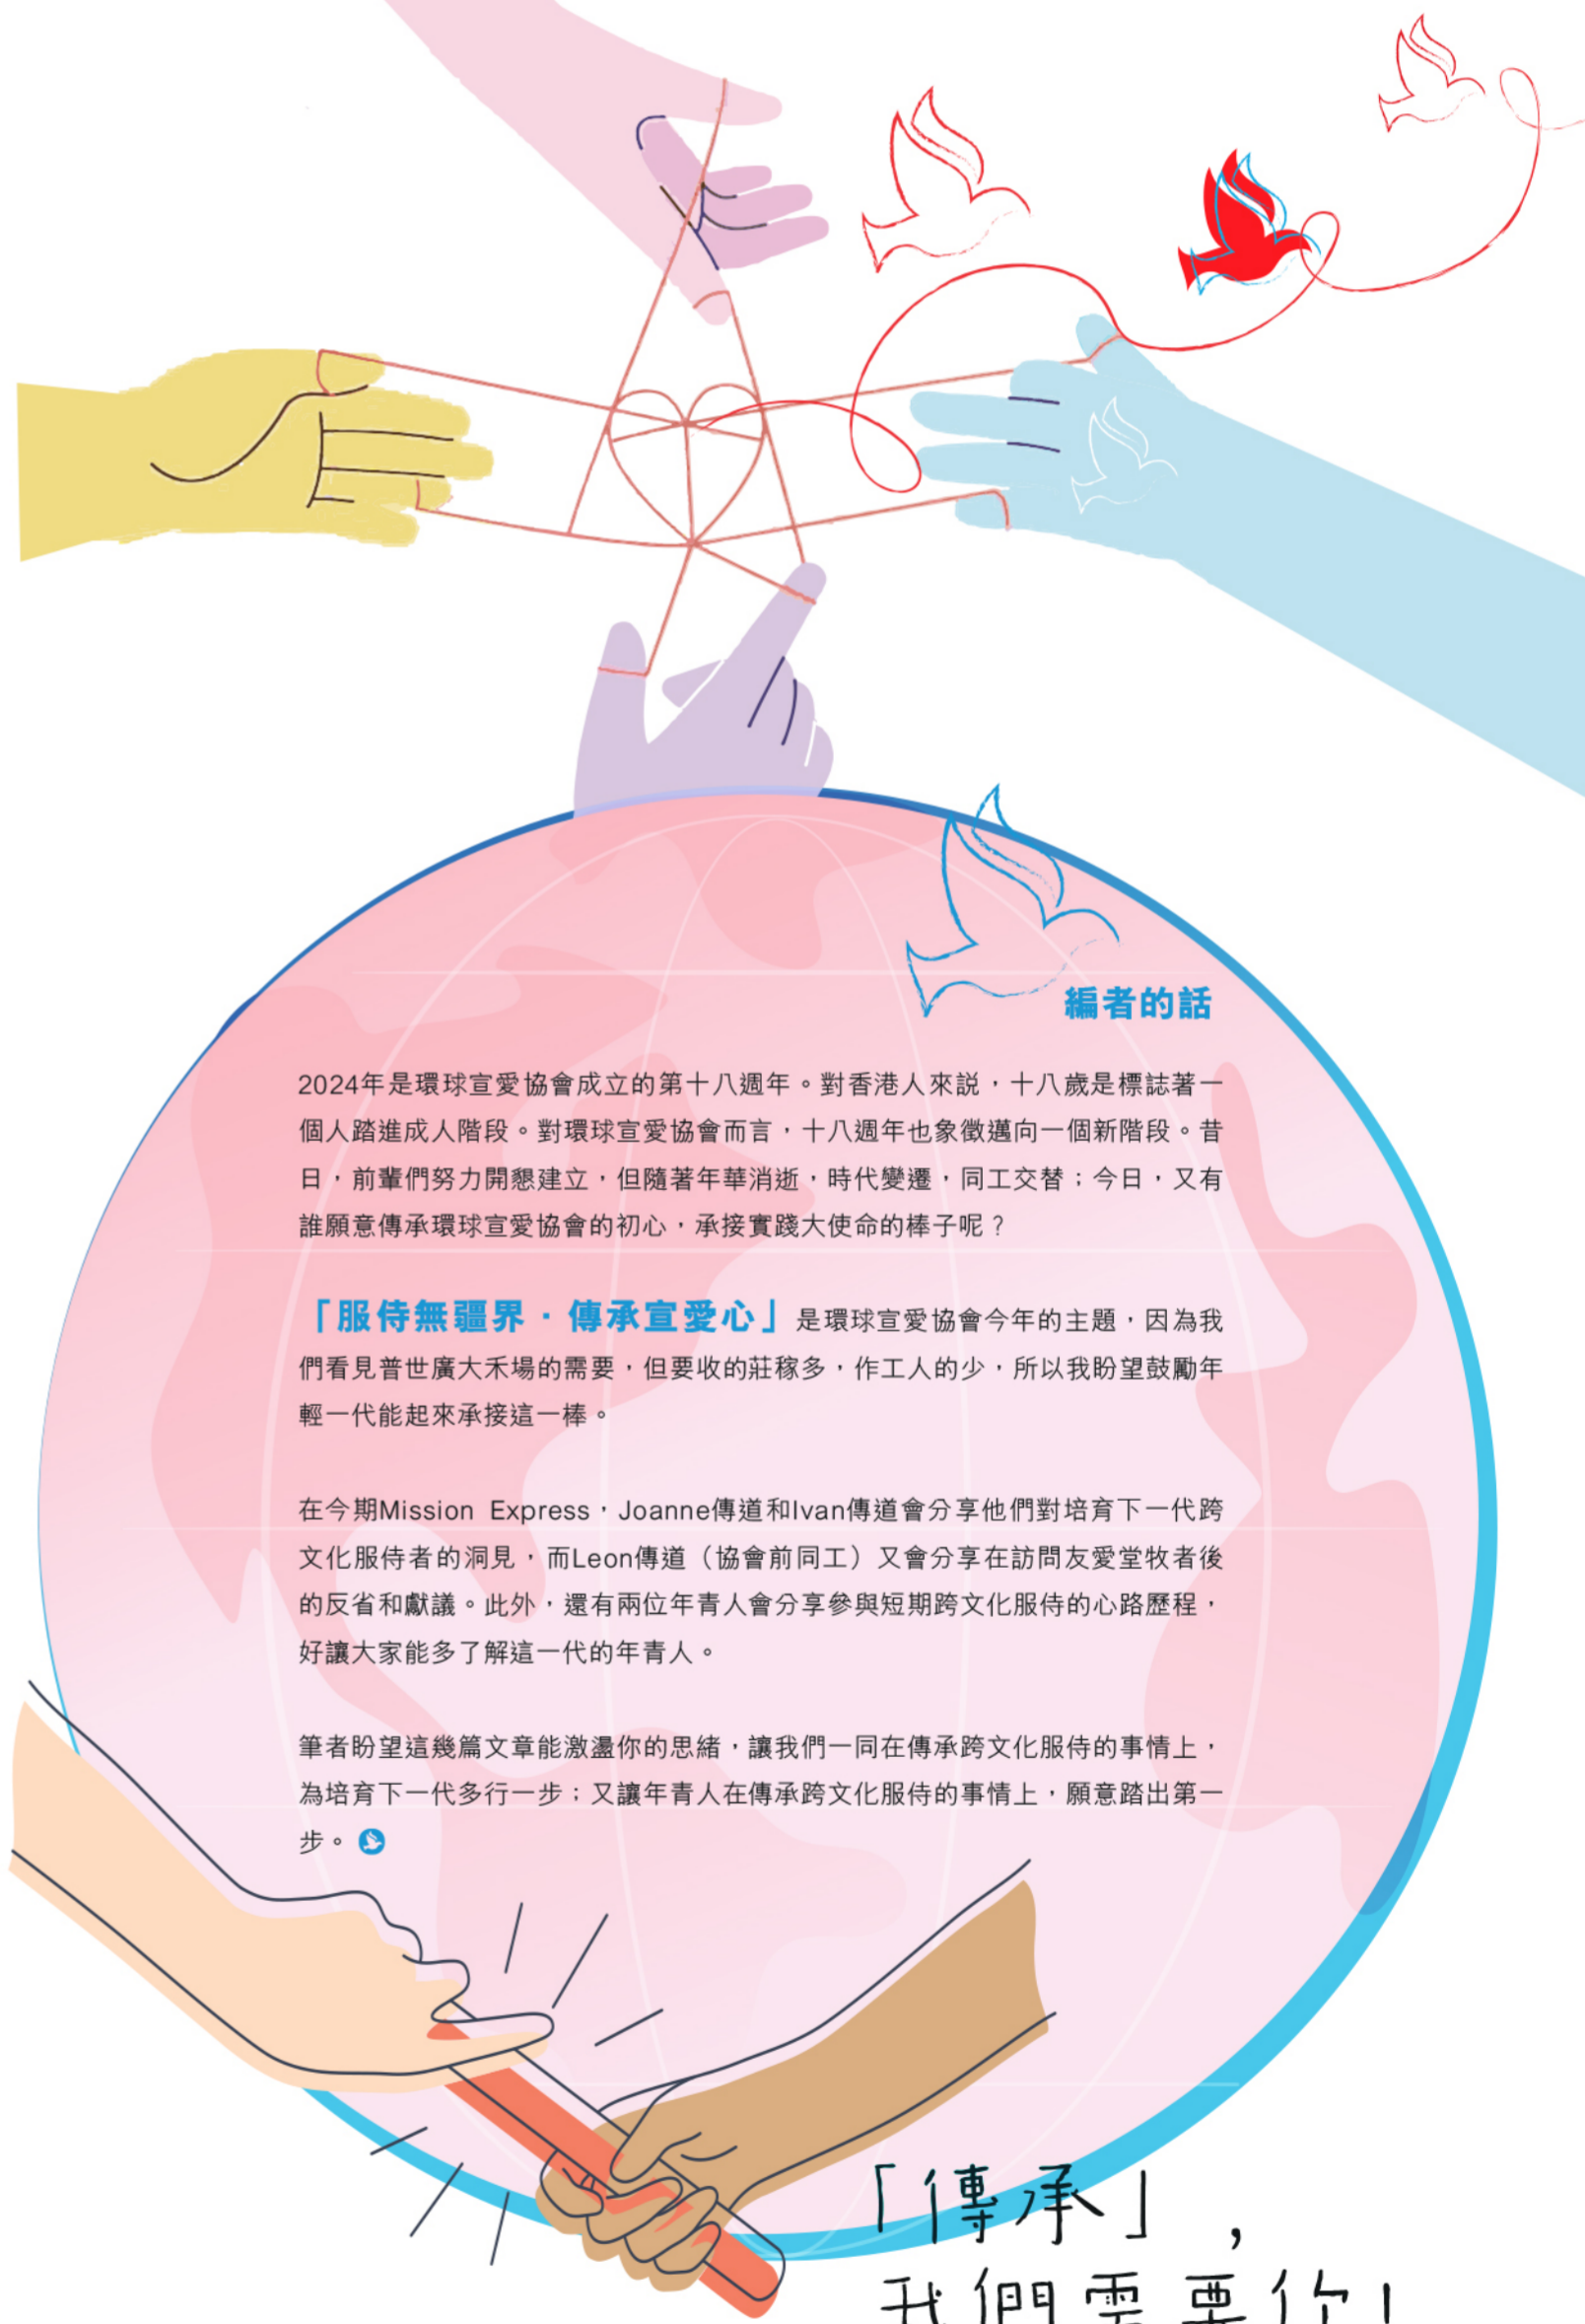 編者的話
2024年是環球宣愛協會成立的第十八週年。對香港人來説，十八歲是標誌著一
個人踏進成人階段。對環球宣愛協會而言，十八週年也象徵邁向一個新階段。昔
日，前輩們努力開懇建立，但隨著年華消逝，時代變遷，同工交替；今日，又有
誰願意傳承環球宣愛協會的初心，承接實踐大使命的棒子呢？
「服侍無疆界．傳承宣愛心」是環球宣愛協會今年的主題，因為我
們看見普世廣大禾場的需要，但要收的莊稼多，作工人的少，所以我盼望鼓勵年
輕一代能起來承接這一棒。
在今期Mission Express，Joanne傳道和Ivan傳道會分享他們對培育下一代跨
文化服侍者的洞見，而Leon傳道（協會前同工）又會分享在訪問友愛堂牧者後
的反省和獻議。此外，還有兩位年青人會分享參與短期跨文化服侍的心路歷程，
好讓大家能多了解這一代的年青人。
筆者盼望這幾篇文章能激盪你的思緒，讓我們一同在傳承跨文化服侍的事情上，
為培育下一代多行一步；又讓年青人在傳承跨文化服侍的事情上，願意踏出第一
步。
「傳承」，
我們需要你！